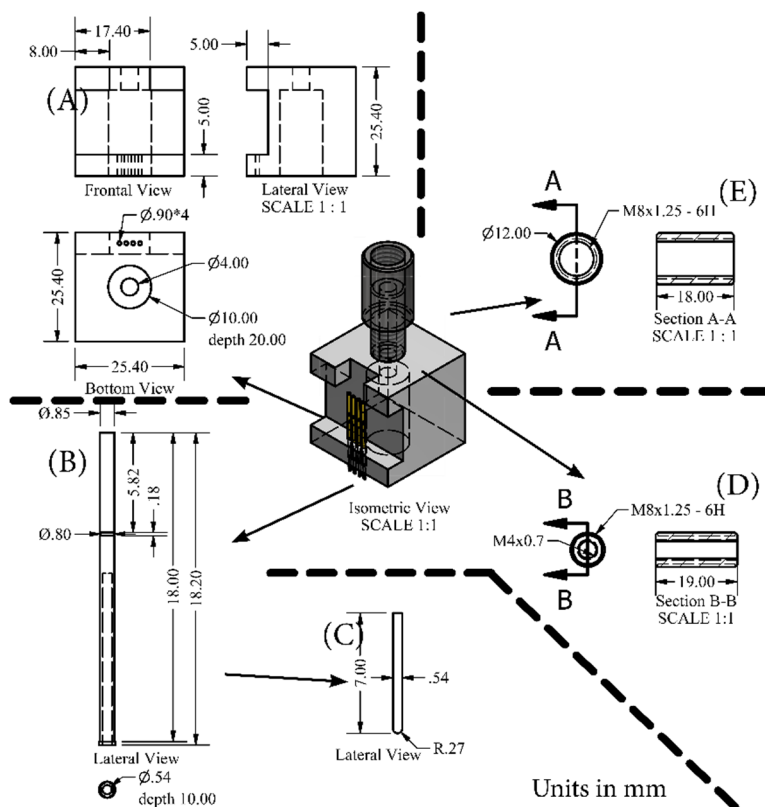 17.40
8.00
5.00
(A)
5.00
25.40
Frontal View
Lateral View
SCALE 1 : 1
Ø.90*4
Ø4.00
25.40
Ø10.00
depth 20.00
25.40
Bottom View
A
(E)
M8x1.25 - 6H
Ø12.00
A
18.00
Section A-A
SCALE 1 : 1
Isometric View
SCALE 1:1
Ø.85
(B)
5.82
.18
Ø.80
18.00
18.20
Lateral View
Ø.54
depth 10.00
(C)
7.00
.54
R.27
Lateral View
(D)
B
M8x1.25 - 6H
M4x0.7
B
19.00
Section B-B
SCALE 1:1
Units in mm